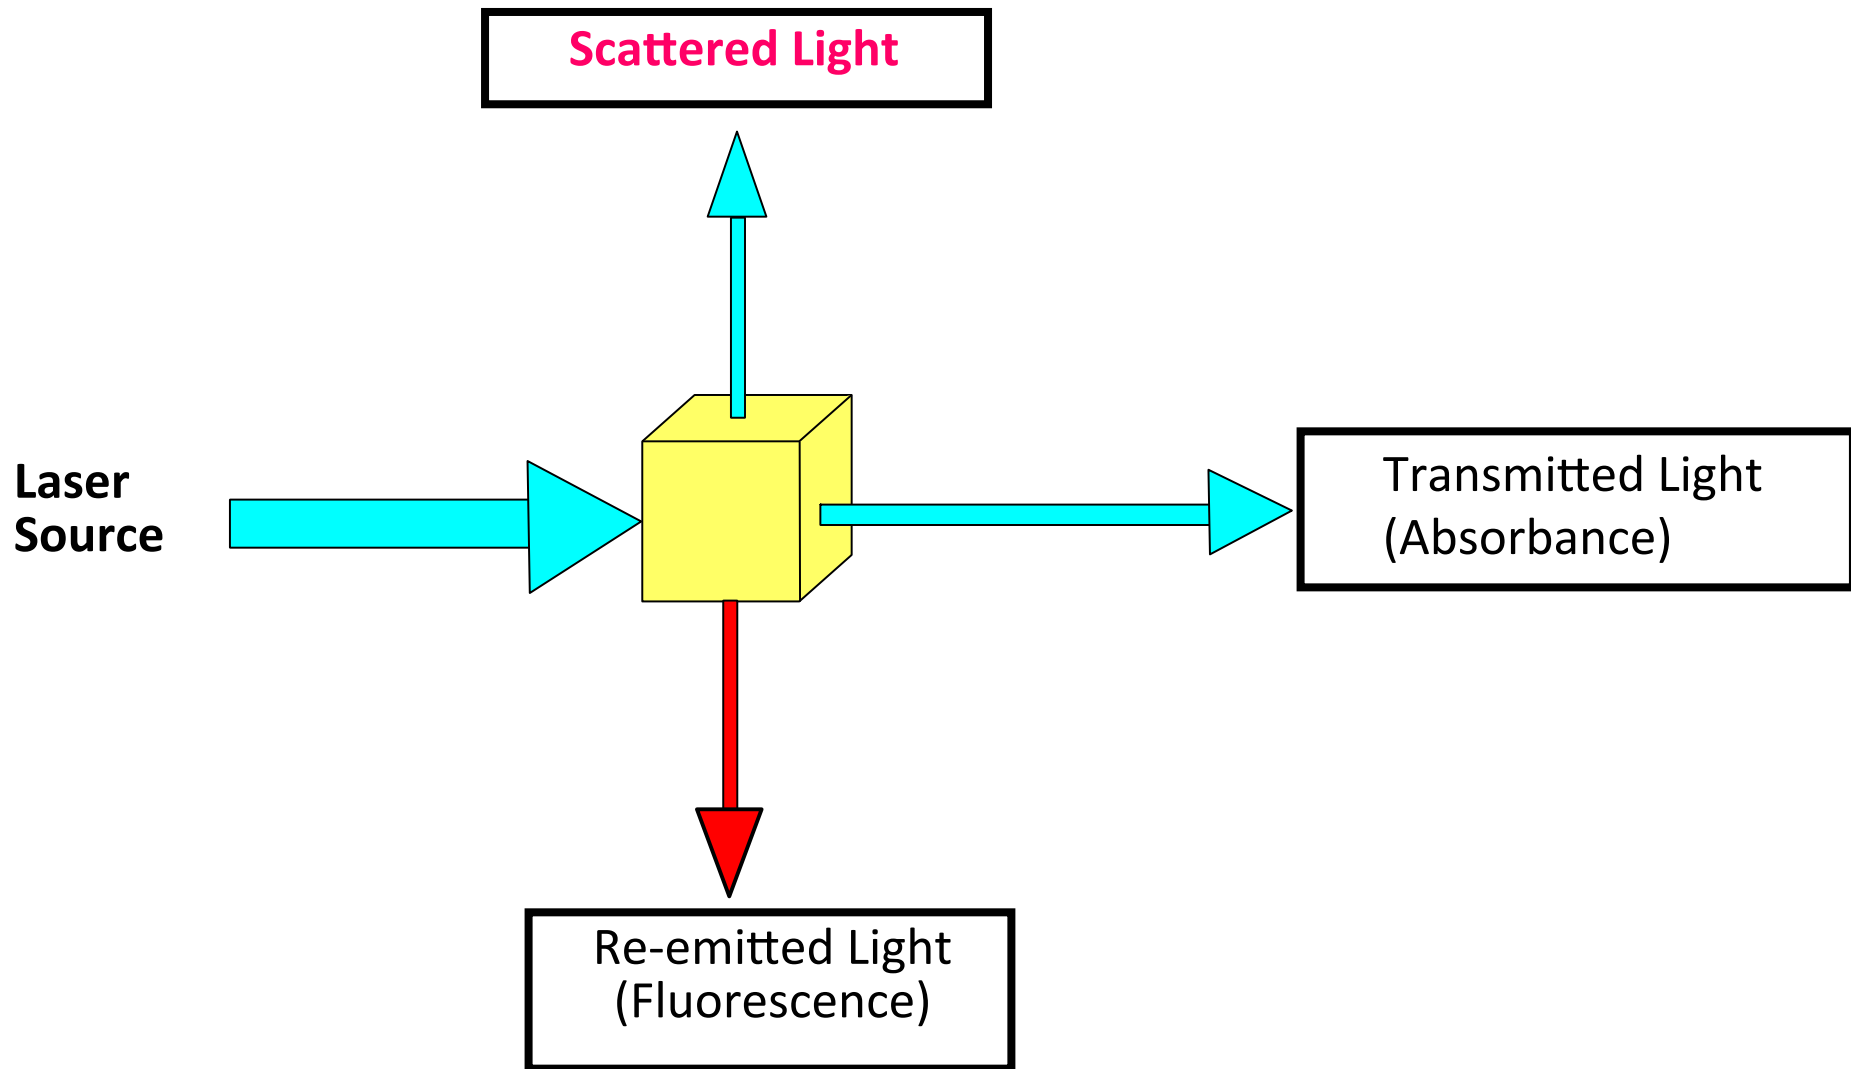 Scattered Light
Laser
Source
Transmitted Light
(Absorbance)
Re-emitted Light
(Fluorescence)